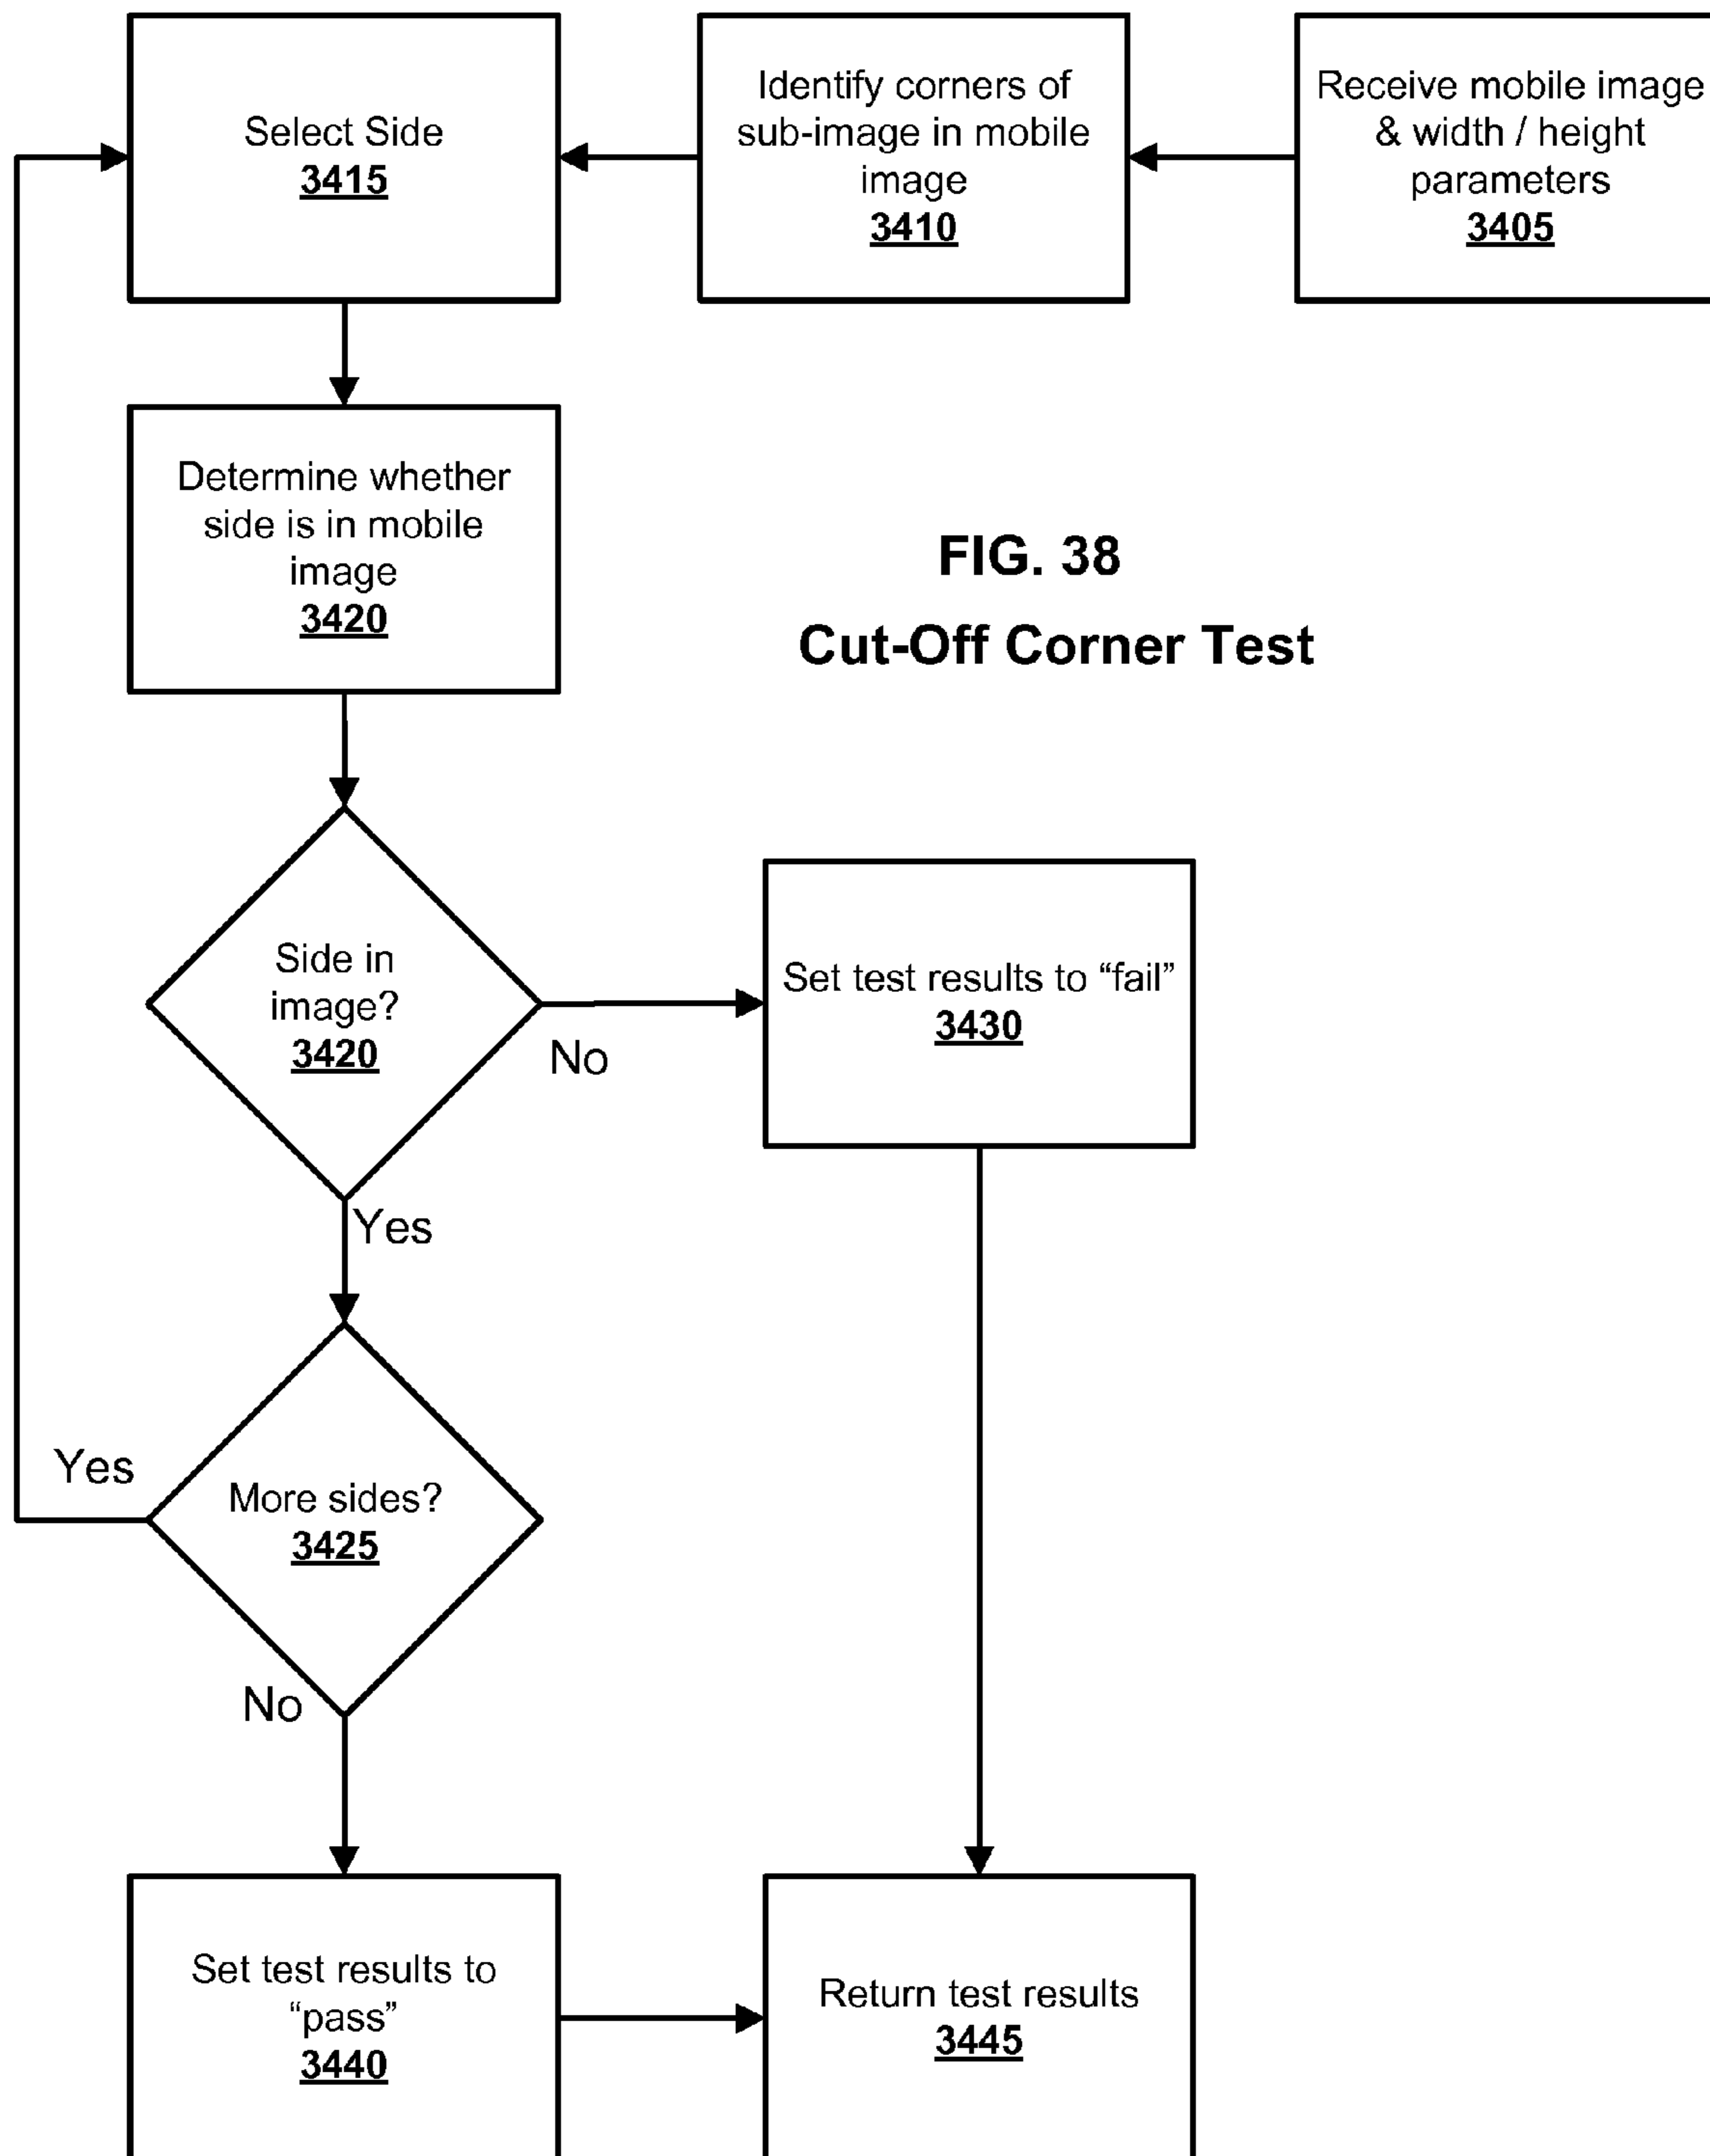 Select Side
3415
Identify corners of
sub-image in mobile
image
3410
Receive mobile image
& width / height
parameters
3405
Determine whether
side is in mobile
image
3420
FIG. 38
Cut-Off Corner Test
Side in
image?
3420
No
Set test results to “fail”
3430
Yes
Yes
More sides?
3425
No
Set test results to
“pass”
3440
Return test results
3445